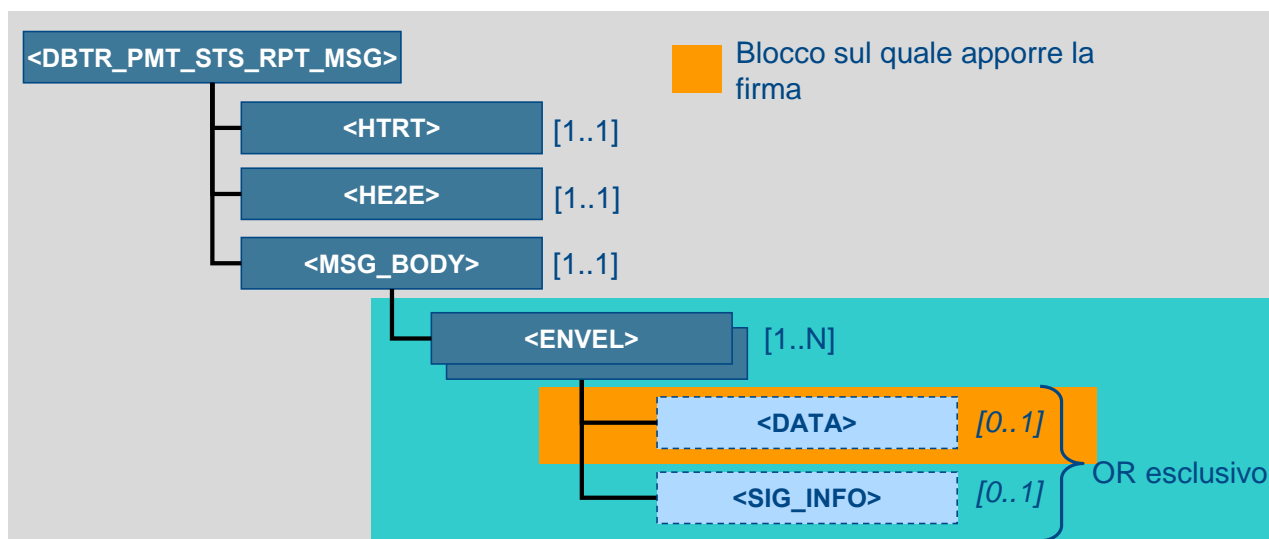 <DBTR_PMT_STS_RPT_MSG>
Blocco sul quale apporre la
firma
<HTRT> [1..1]
<HE2E> [1..1]
<MSG_BODY> [1..1]
<ENVEL> [1..N]
<DATA> [0..1]
OR esclusivo
<SIG_INFO> [0..1]